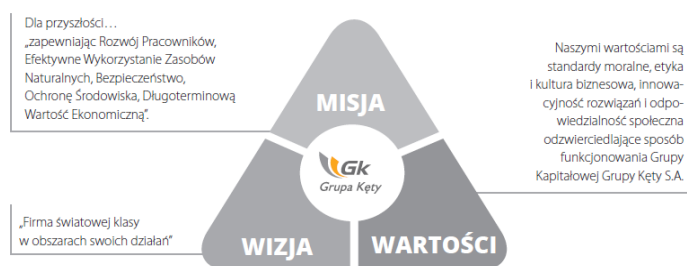 Dla przyszłości...
„zapewniając Rozwój Pracowników,
Efektywne Wykorzystanie Zasobów
Naturalnych, Bezpieczeństwo,
Ochronę Środowiska, Długoterminową
Wartość Ekonomiczną”.
MISJA
Naszymi wartościami są
standardy moralne, etyka
i kultura biznesowa, innowa-
cyjność rozwiązań i odpo-
wiedzialność społeczna
odzwierciedlające sposób
funkcjonowania Grupy
Kapitałowej Grupy Kęty S.A.
Gk
Grupa Kęty
„Firma światowej klasy
w obszarach swoich działań”
WIZJA
WARTOŚCI